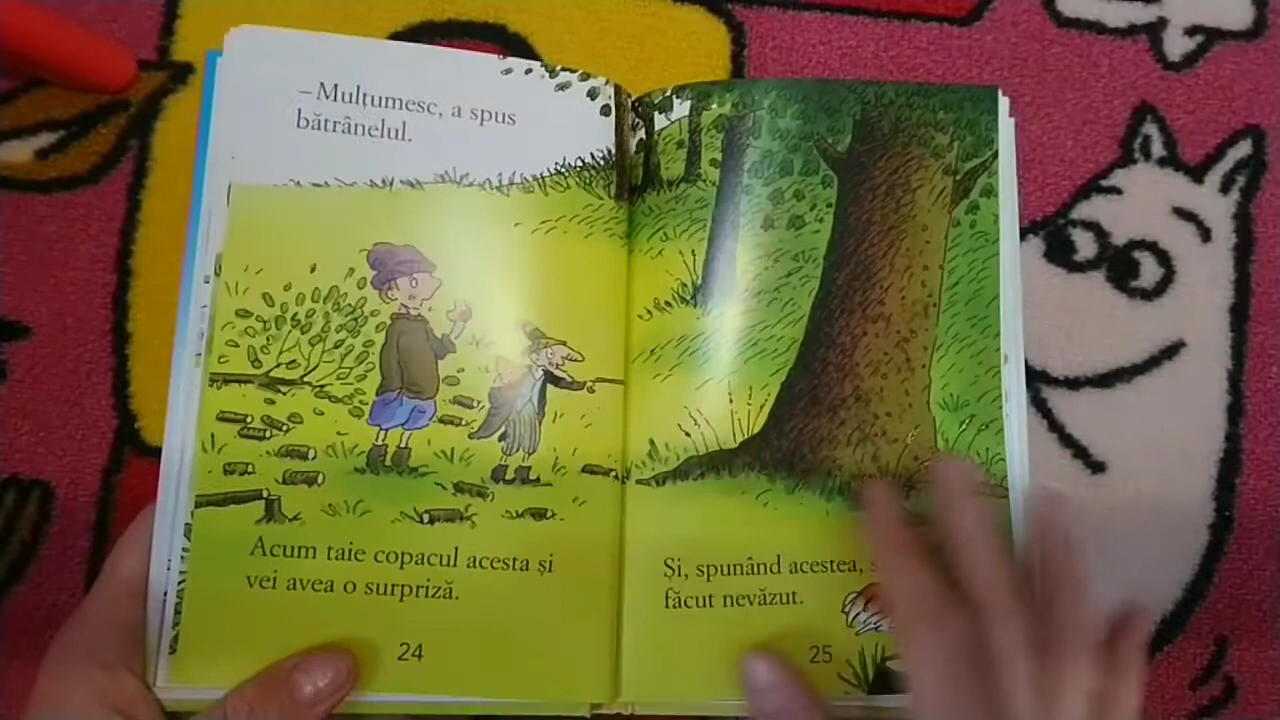 – Mulțumesc, a spus
bătrânelul.
Acum taie copacul acesta și
vei avea o surpriză.
24
Și, spunând acestea,
făcut nevăzut.
25